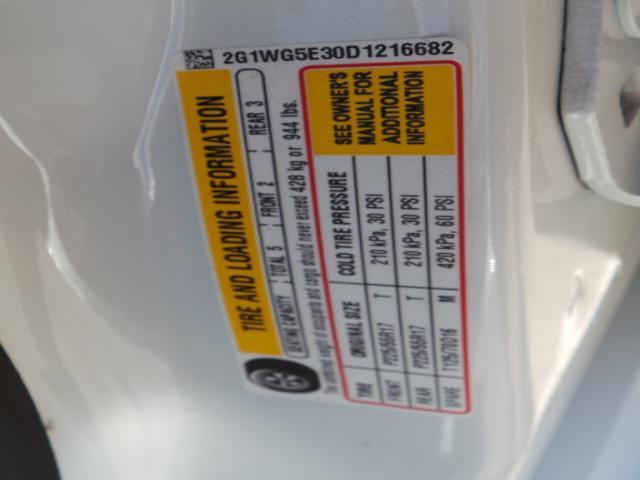 2G1WG5E30D1216682
TIRE AND LOADING INFORMATION
SEATING CAPACITY TOTAL 5 FRONT 2 REAR 3
The combined weight of occupants and cargo should never exceed 428 kg or 944 lbs.
TIRE ORIGINAL SIZE COLD TIRE PRESSURE
FRONT P225/55R17 T 210 kPa, 30 PSI
REAR P225/55R17 T 210 kPa, 30 PSI
SPARE T125/70D16 M 420 kPa, 60 PSI
SEE OWNER'S
MANUAL FOR
ADDITIONAL
INFORMATION